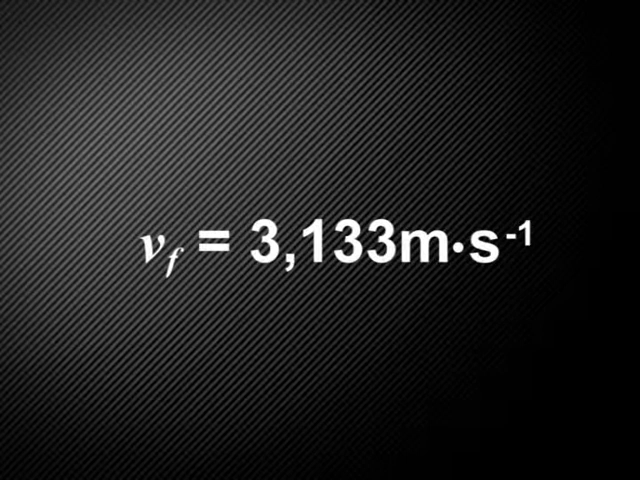 v_f = 3,133m·s⁻¹